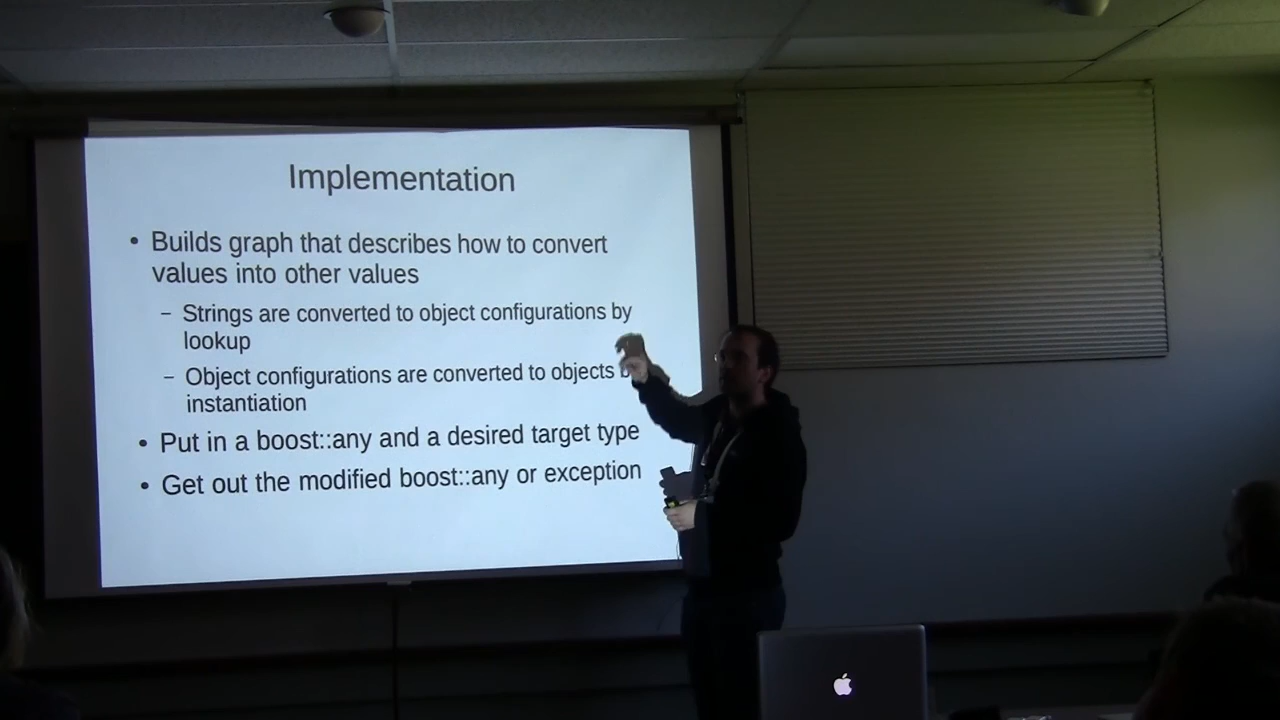 Implementation
• Builds graph that describes how to convert
values into other values
– Strings are converted to object configurations by
lookup
– Object configurations are converted to objects
instantiation
• Put in a boost::any and a desired target type
• Get out the modified boost::any or exception